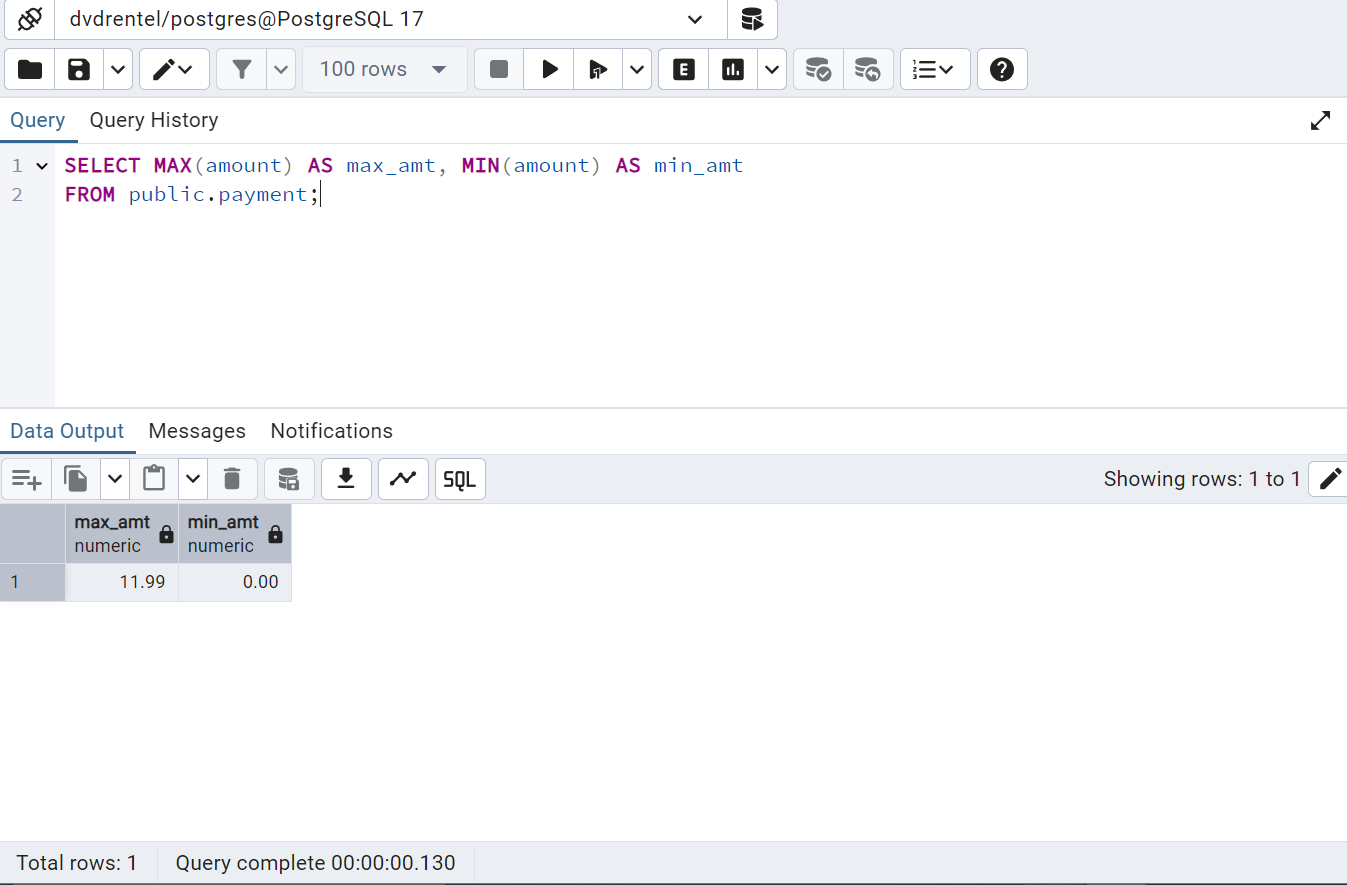 dvdrentel/postgres@PostgreSQL 17
100 rows
E
Query Query History
1 SELECT MAX(amount) AS max_amt, MIN(amount) AS min_amt
2 FROM public.payment;
Data Output Messages Notifications
SQL Showing rows: 1 to 1
max_amt min_amt
numeric numeric
1 11.99 0.00
Total rows: 1 Query complete 00:00:00.130